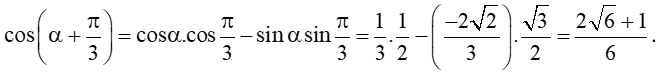 cos(α + π/3) = cosα.cos π/3 − sin α sin π/3 = 1/3 . 1/2 − (−2√2/3) . √3/2 = (2√6 + 1)/6 .